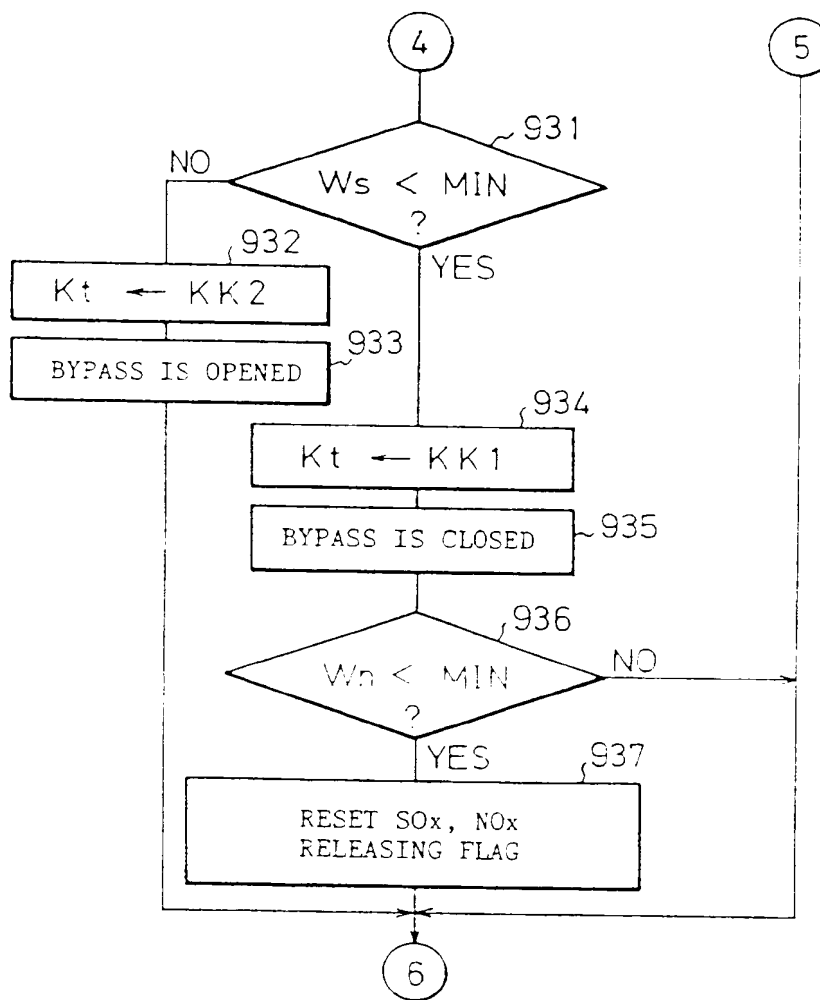 4
5
931
NO
Ws < MIN
?
YES
932
Kt ← KK2
933
BYPASS IS OPENED
934
Kt ← KK1
BYPASS IS CLOSED
935
936
Wn < MIN
NO
?
YES
937
RESET SOx, NOx
RELEASING FLAG
6